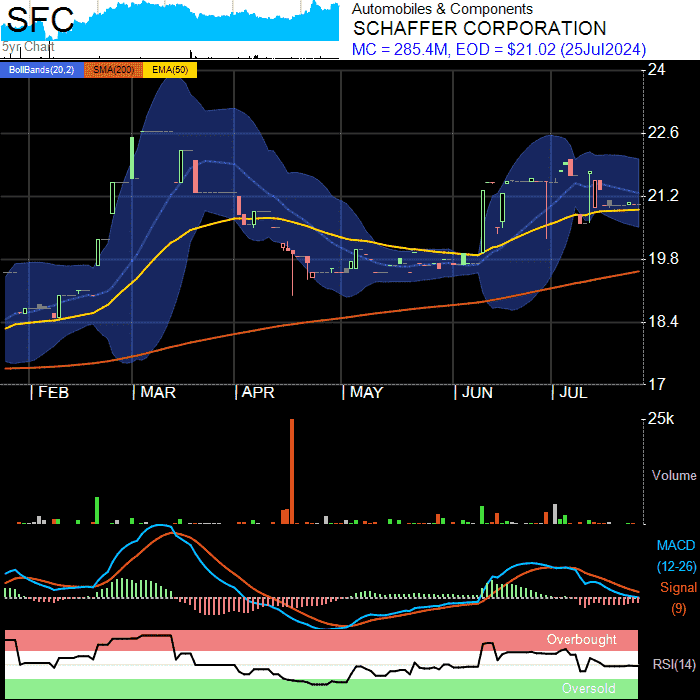 SFC
5yr Chart
Automobiles & Components
SCHAFFER CORPORATION
MC = 285.4M, EOD = $21.02 (25Jul2024)
BollBands(20,2) SMA(200) EMA(50)
24
22.6
21.2
19.8
18.4
17
FEB MAR APR MAY JUN JUL
25k
Volume
MACD
(12-26)
Signal
(9)
Overbought
RSI(14)
Oversold